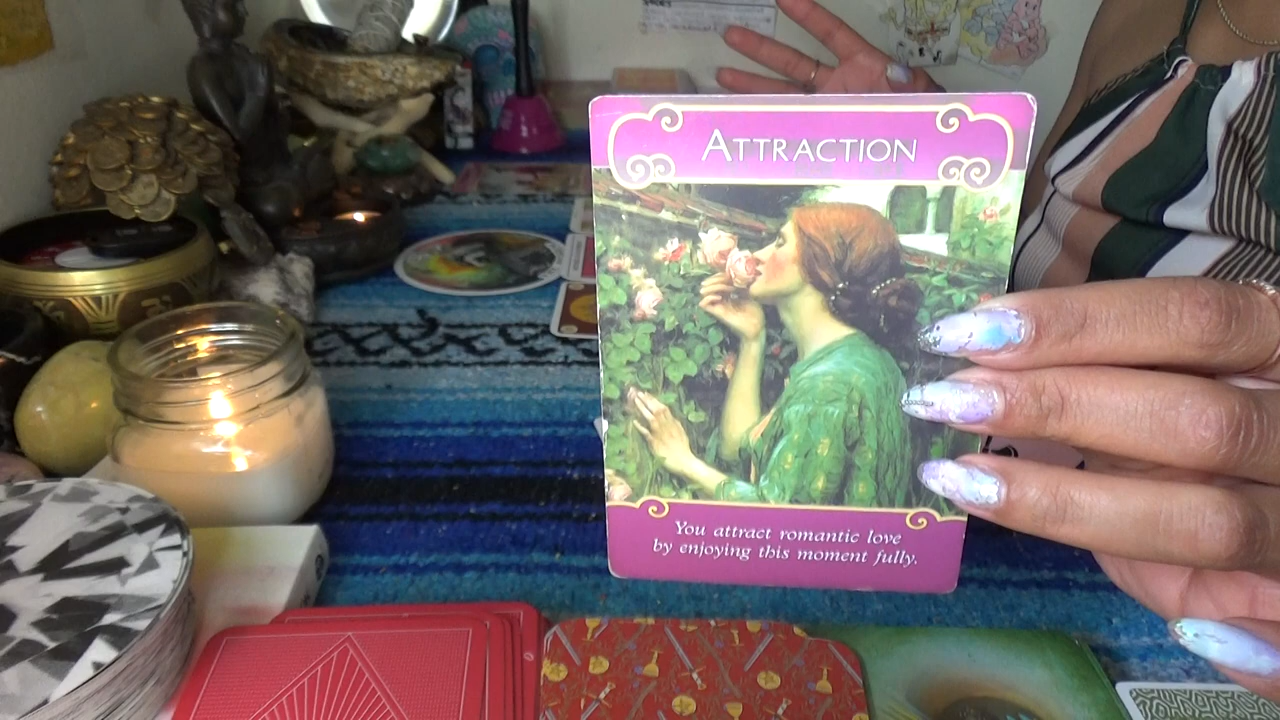 ATTRACTION
You attract romantic love
by enjoying this moment fully.